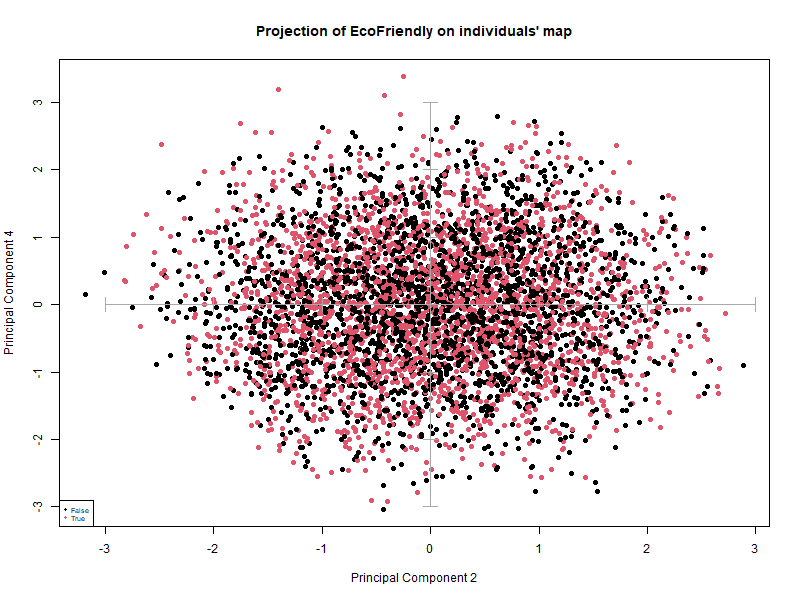 Projection of EcoFriendly on individuals' map
Principal Component 4
3
2
1
0
-1
-2
-3
False
True
-3
-2
-1
0
1
2
3
Principal Component 2